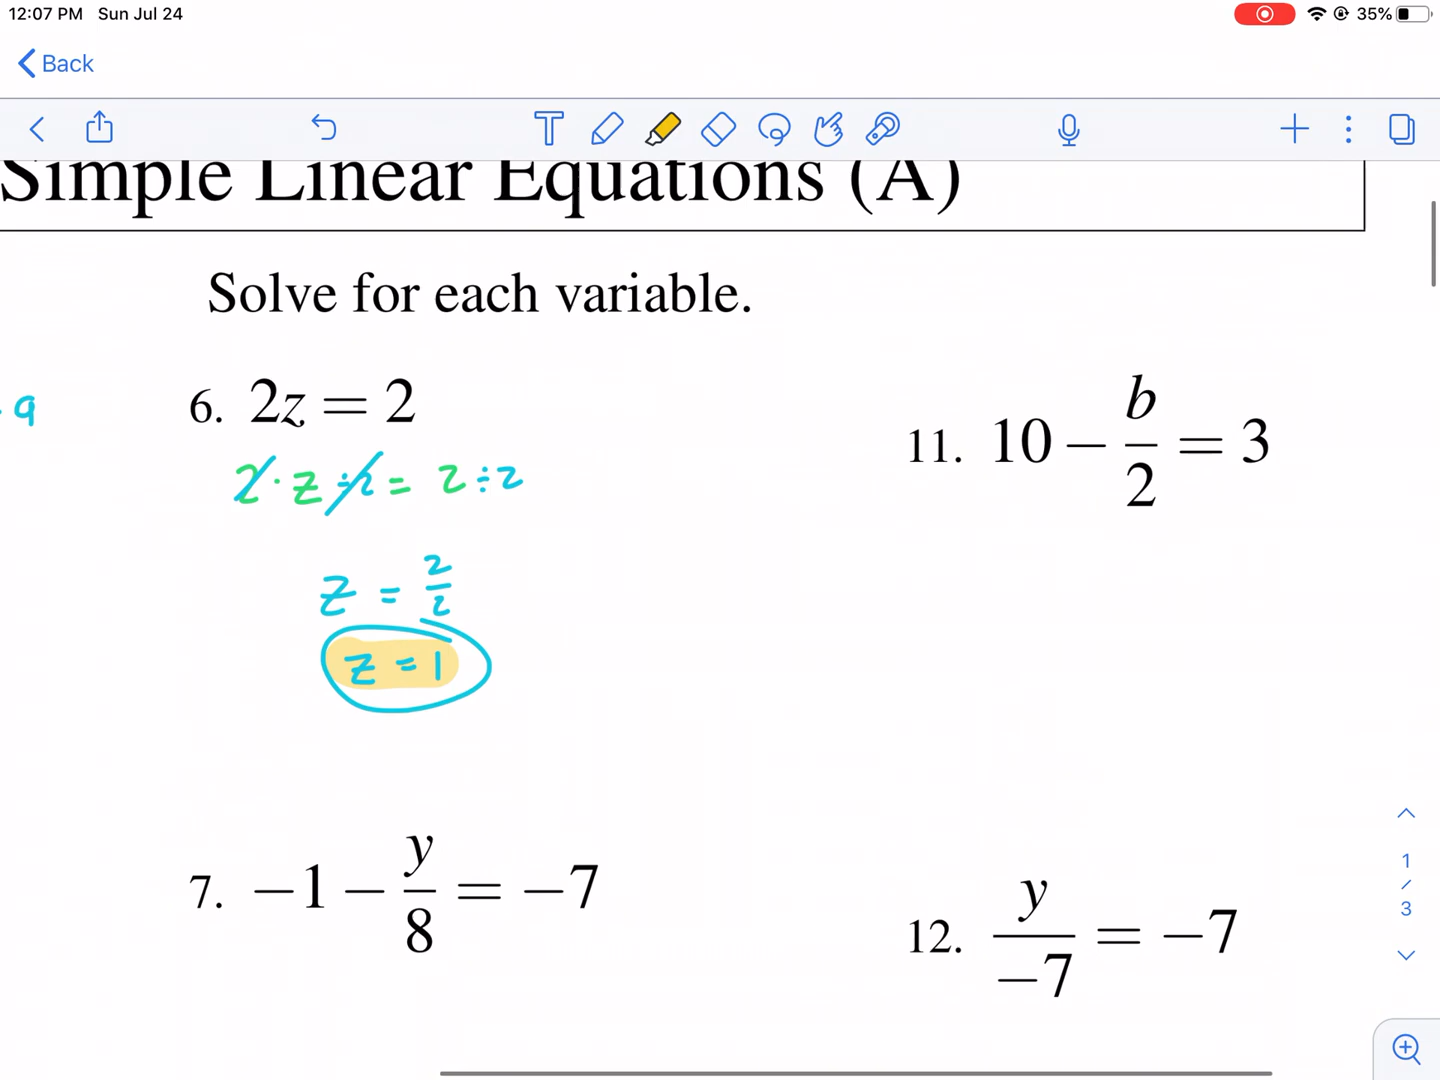 12:07 PM Sun Jul 24
35%
Back
Simple Linear Equations (A)
Solve for each variable.
9
6. 2z = 2
2 · z ÷ 2 = 2 ÷ 2
z = 2/2
z = 1
7. −1 − y/8 = −7
11. 10 − b/2 = 3
12. y/−7 = −7
1
/
3